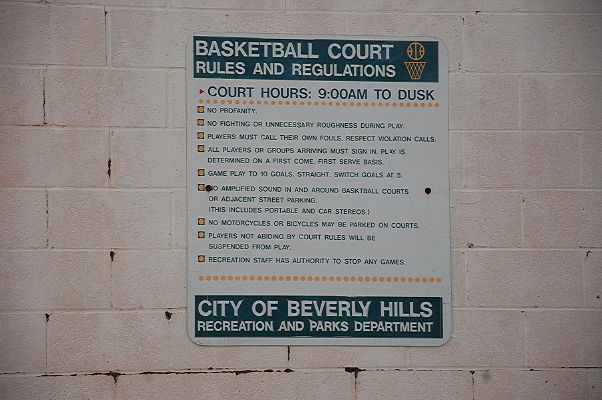 BASKETBALL COURT
RULES AND REGULATIONS
COURT HOURS: 9:00AM TO DUSK
NO PROFANITY.
NO FIGHTING OR UNNECESSARY ROUGHNESS DURING PLAY.
PLAYERS MUST CALL THEIR OWN FOULS. RESPECT VIOLATION CALLS.
ALL PLAYERS OR GROUPS ARRIVING MUST SIGN IN. PLAY IS
DETERMINED ON A FIRST COME, FIRST SERVE BASIS.
GAME PLAY TO 10 GOALS, STRAIGHT. SWITCH GOALS AT 5.
NO AMPLIFIED SOUND IN AND AROUND BASKTBALL COURTS
OR ADJACENT STREET PARKING.
(THIS INCLUDES PORTABLE AND CAR STEREOS.)
NO MOTORCYCLES OR BICYCLES MAY BE PARKED ON COURTS.
PLAYERS NOT ABIDING BY COURT RULES WILL BE
SUSPENDED FROM PLAY.
RECREATION STAFF HAS AUTHORITY TO STOP ANY GAMES.
CITY OF BEVERLY HILLS
RECREATION AND PARKS DEPARTMENT